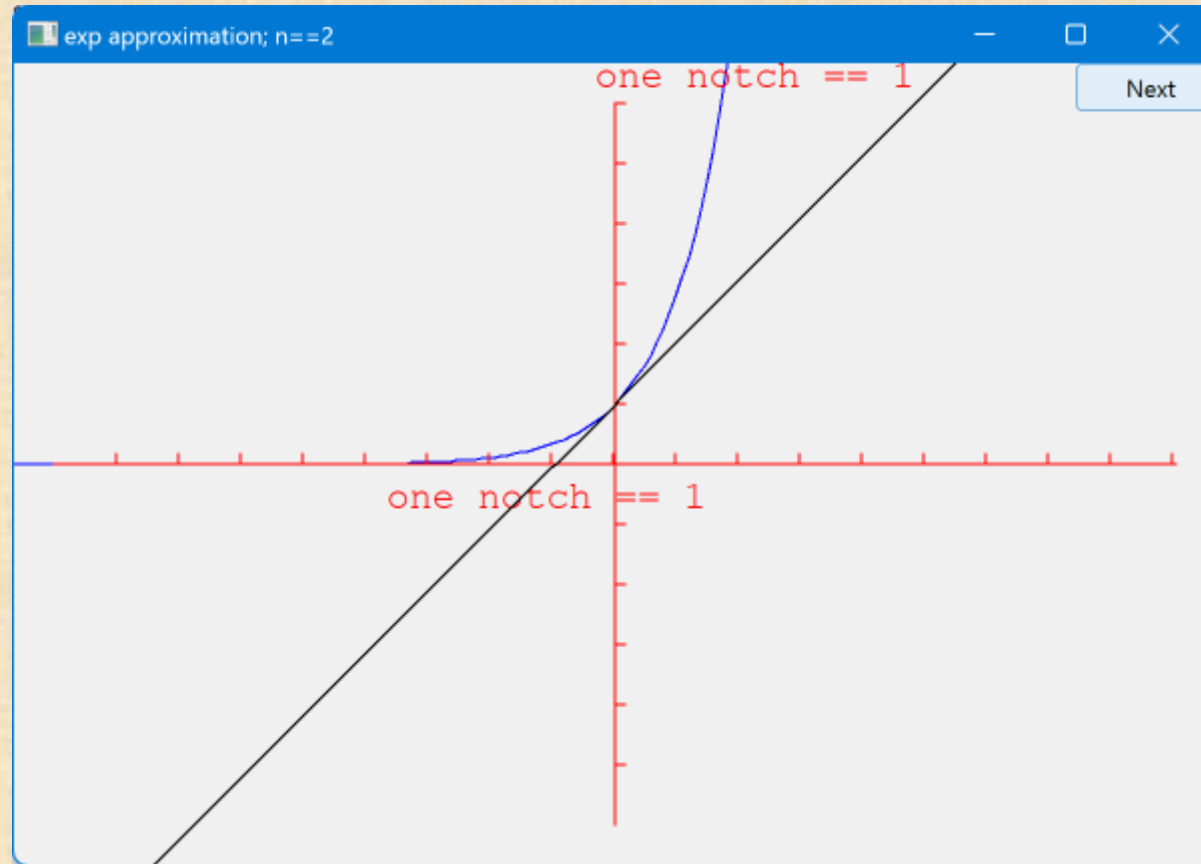 exp approximation; n==2
one notch == 1
Next
one notch == 1